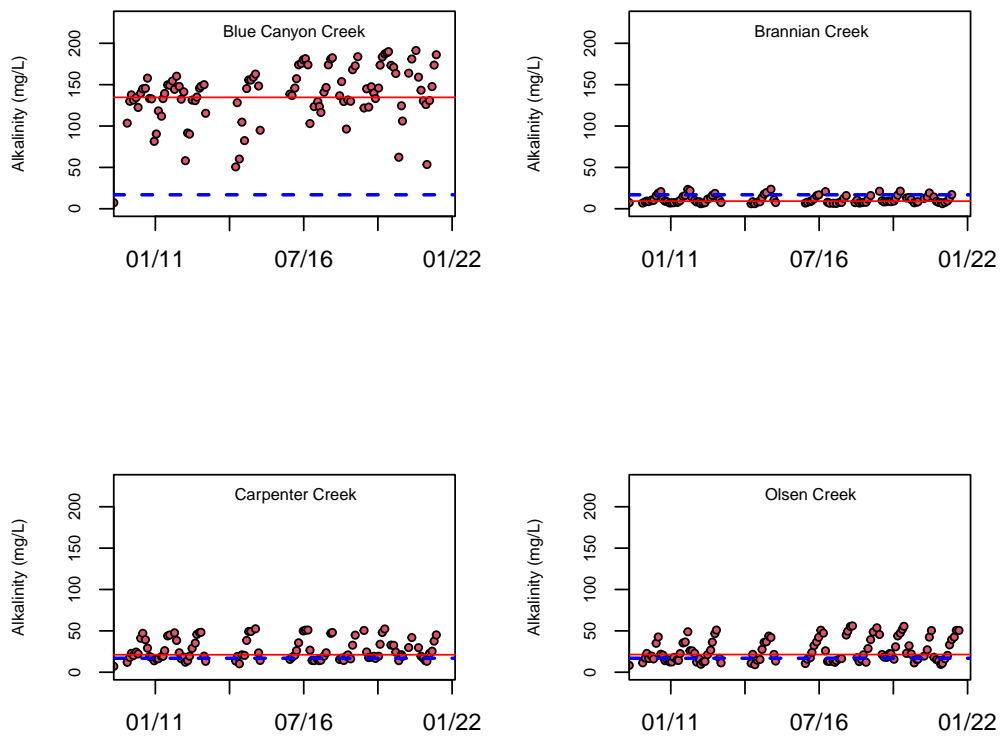 Blue Canyon Creek
Alkalinity (mg/L)
200
150
100
50
0
01/11 07/16 01/22
Brannian Creek
Alkalinity (mg/L)
200
150
100
50
0
01/11 07/16 01/22
Carpenter Creek
Alkalinity (mg/L)
200
150
100
50
0
01/11 07/16 01/22
Olsen Creek
Alkalinity (mg/L)
200
150
100
50
0
01/11 07/16 01/22